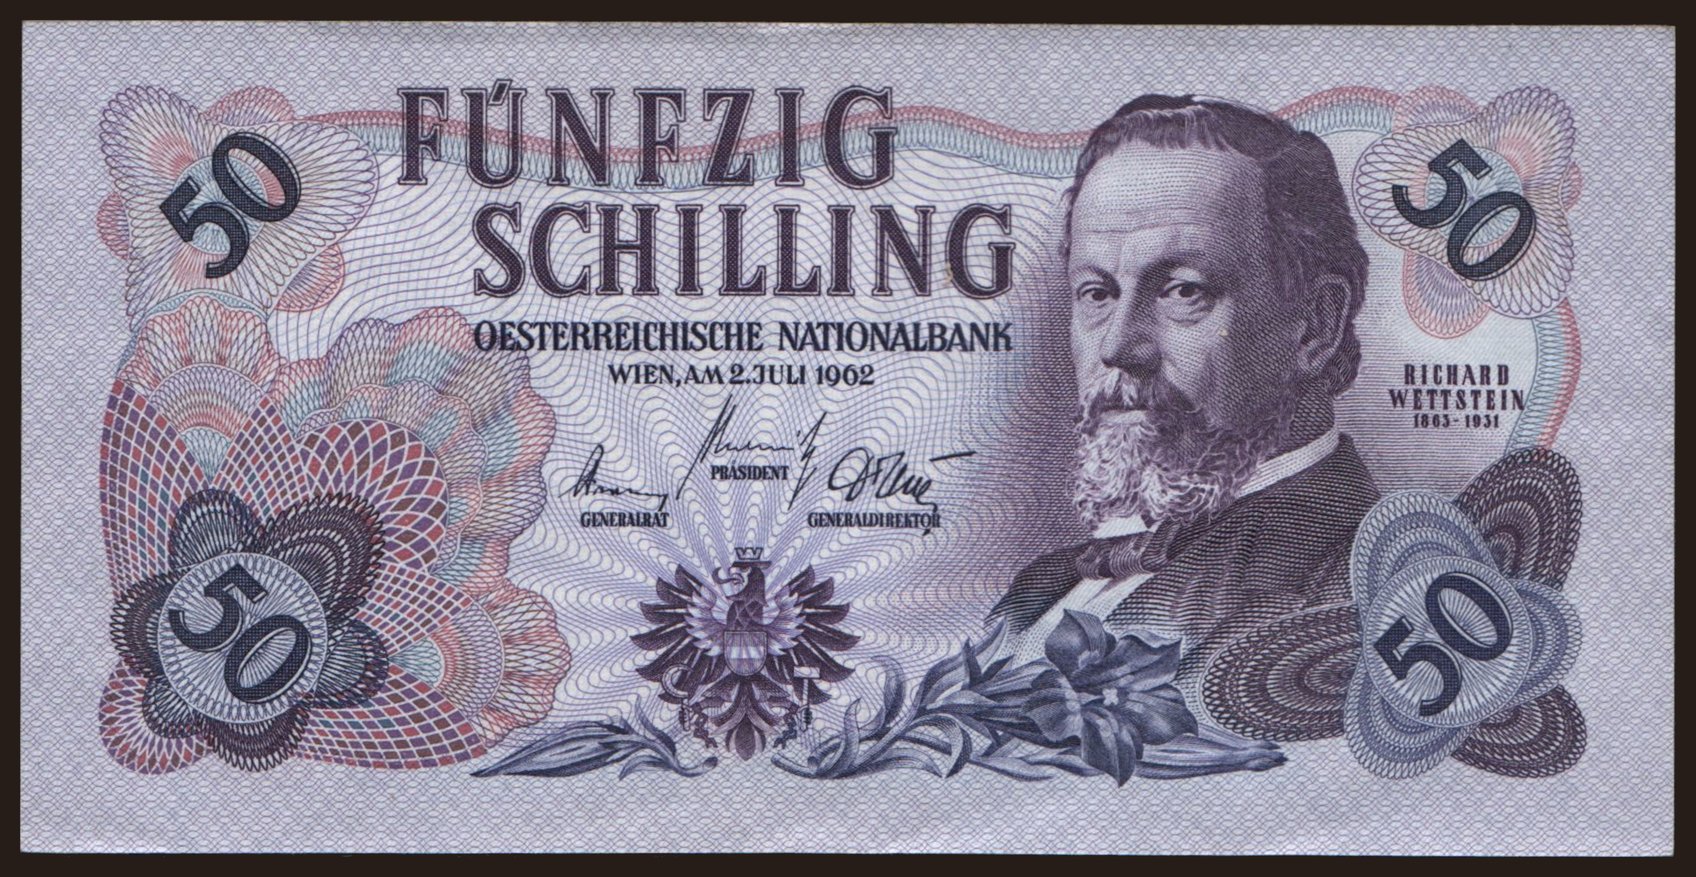 50
FÜNFZIG
SCHILLING
50
OESTERREICHISCHE NATIONALBANK
WIEN, AM 2. JULI 1962
RICHARD
WETTSTEIN
1863-1931
PRÄSIDENT
GENERALRAT
GENERALDIREKTOR
50
50